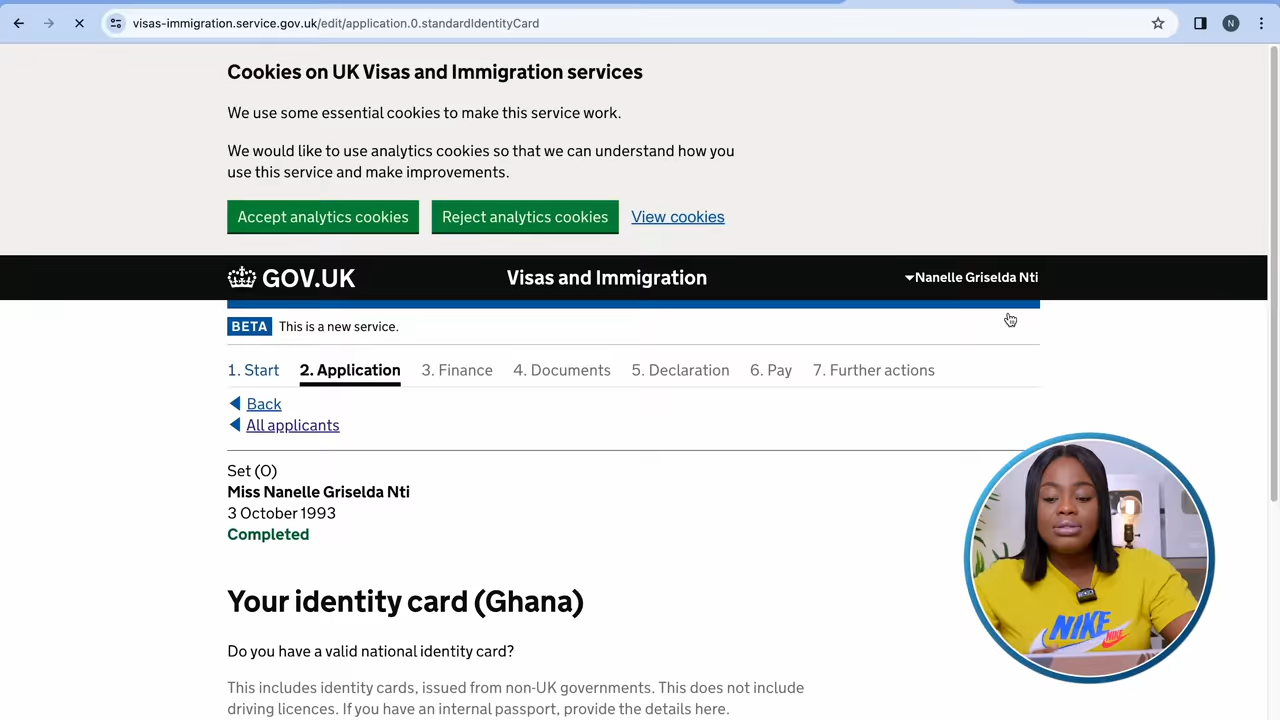 visas-immigration.service.gov.uk/edit/application.0.standardIdentityCard
N
Cookies on UK Visas and Immigration services
We use some essential cookies to make this service work.
We would like to use analytics cookies so that we can understand how you
use this service and make improvements.
Accept analytics cookies Reject analytics cookies View cookies
GOV.UK Visas and Immigration Nanelle Griselda Nti
BETA This is a new service.
1. Start 2. Application 3. Finance 4. Documents 5. Declaration 6. Pay 7. Further actions
Back
All applicants
Set (O)
Miss Nanelle Griselda Nti
3 October 1993
Completed
Your identity card (Ghana)
Do you have a valid national identity card?
This includes identity cards, issued from non-UK governments. This does not include
driving licences. If you have an internal passport, provide the details here.
NIKE
NIKE